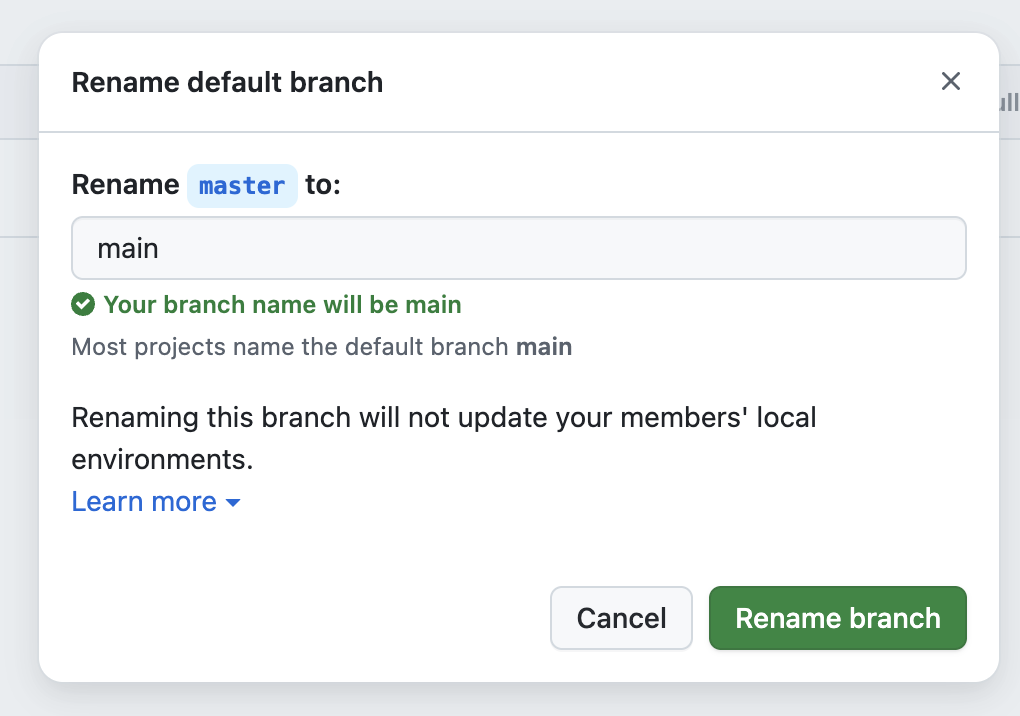 Rename default branch
Rename master to:
main
Your branch name will be main
Most projects name the default branch main
Renaming this branch will not update your members' local
environments.
Learn more
Cancel
Rename branch